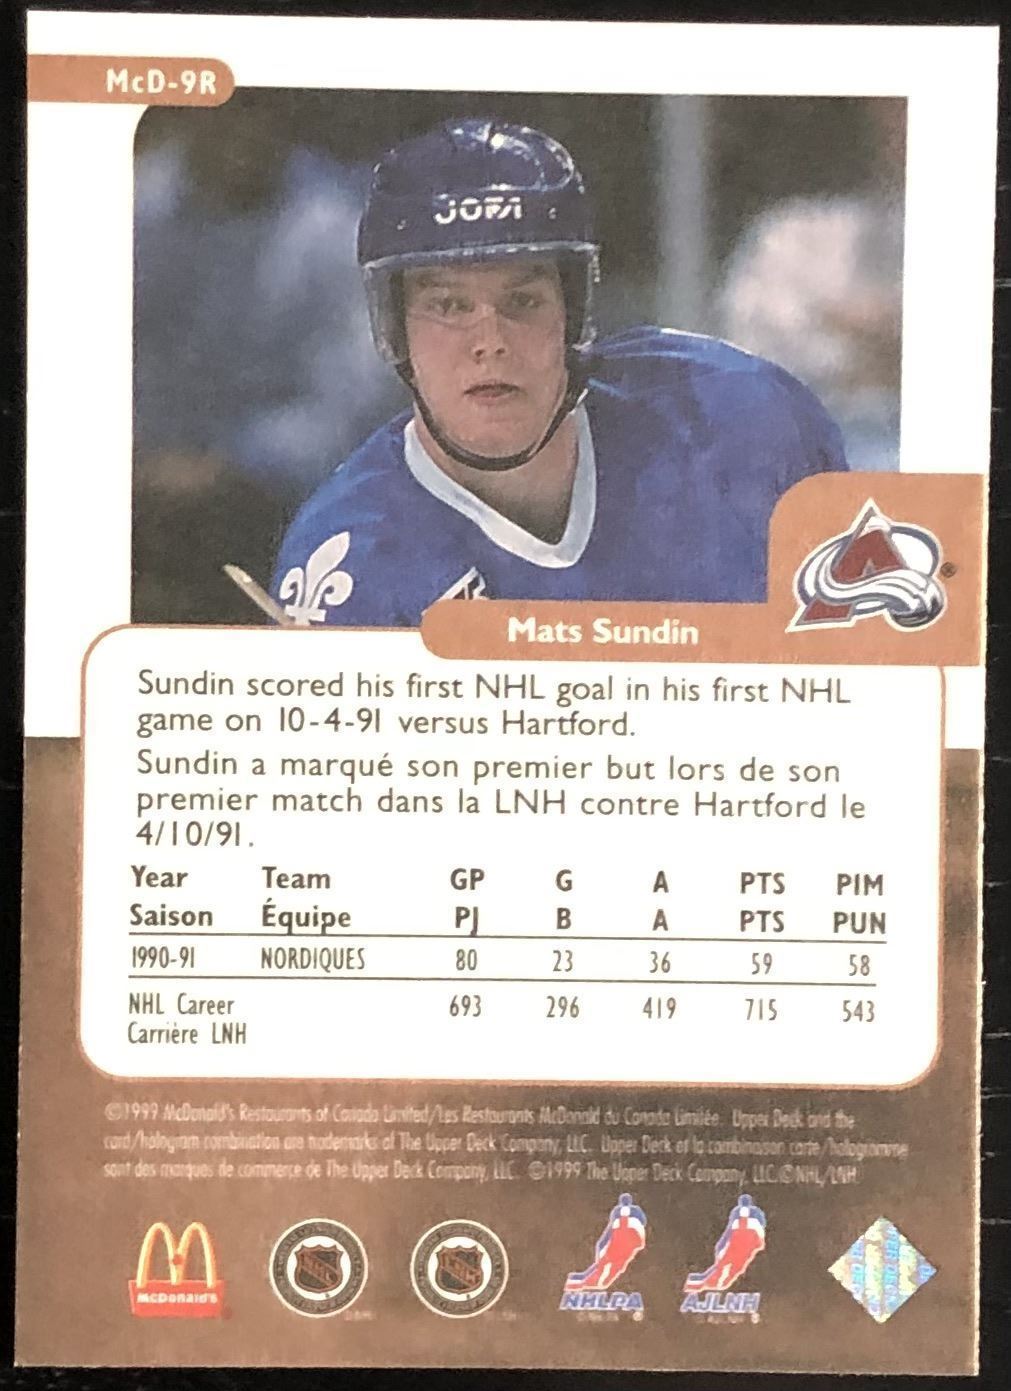 McD-9R
JOFA
Mats Sundin
Sundin scored his first NHL goal in his first NHL
game on 10-4-91 versus Hartford.
Sundin a marqué son premier but lors de son
premier match dans la LNH contre Hartford le
4/10/91.
Year Team GP G A PTS PIM
Saison Équipe PJ B A PTS PUN
1990-91 NORDIQUES 80 23 36 59 58
NHL Career 693 296 419 715 543
Carrière LNH
©1999 McDonald's Restaurants of Canada Limited/Les Restaurants McDonald du Canada Limitée. Upper Deck and the
card/hologram combination are trademarks of The Upper Deck Company, LLC. Upper Deck et la combinaison carte/hologramme
sont des marques de commerce de The Upper Deck Company, LLC. ©1999 The Upper Deck Company, LLC.© NHL/LNH
McDonald's NHL LNH NHLPA AJLNH